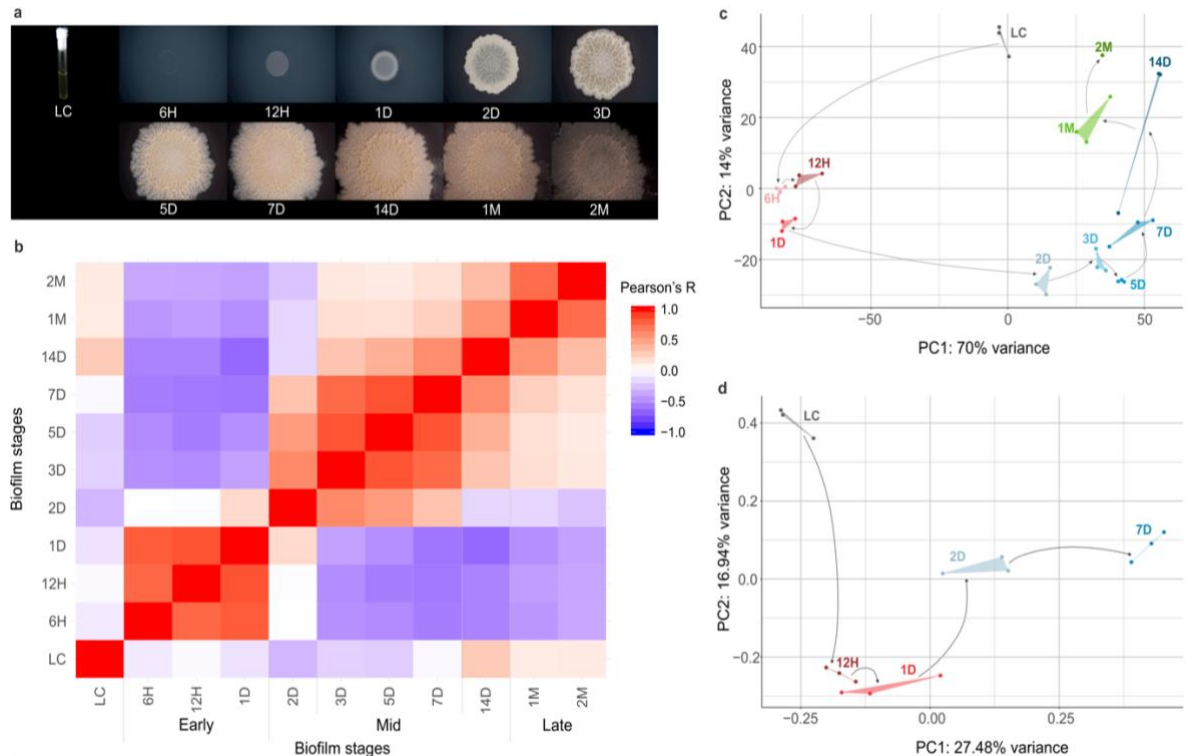 a
LC 6H 12H 1D 2D 3D
5D 7D 14D 1M 2M
b
Pearson's R
1.0
0.5
0.0
−0.5
−1.0
Biofilm stages
2M
1M
14D
7D
5D
3D
2D
1D
12H
6H
LC
LC 6H 12H 1D 2D 3D 5D 7D 14D 1M 2M
Early Mid Late
Biofilm stages
c
PC2: 14% variance
40
20
0
−20
LC
2M
14D
1M
12H
6H
1D
7D
3D
2D
5D
−50 0 50
PC1: 70% variance
d
PC2: 16.94% variance
0.4
0.2
0.0
−0.2
LC
7D
2D
12H
1D
−0.25 0.00 0.25
PC1: 27.48% variance